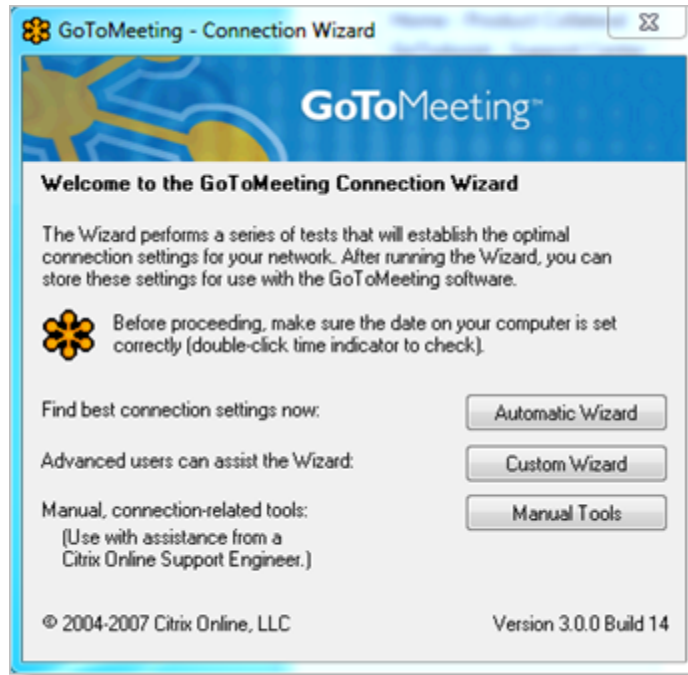 GoToMeeting - Connection Wizard
GoToMeeting™
Welcome to the GoToMeeting Connection Wizard
The Wizard performs a series of tests that will establish the optimal
connection settings for your network. After running the Wizard, you can
store these settings for use with the GoToMeeting software.
Before proceeding, make sure the date on your computer is set
correctly (double-click time indicator to check).
Find best connection settings now:
Automatic Wizard
Advanced users can assist the Wizard:
Custom Wizard
Manual, connection-related tools:
Manual Tools
(Use with assistance from a
Citrix Online Support Engineer.)
© 2004-2007 Citrix Online, LLC
Version 3.0.0 Build 14